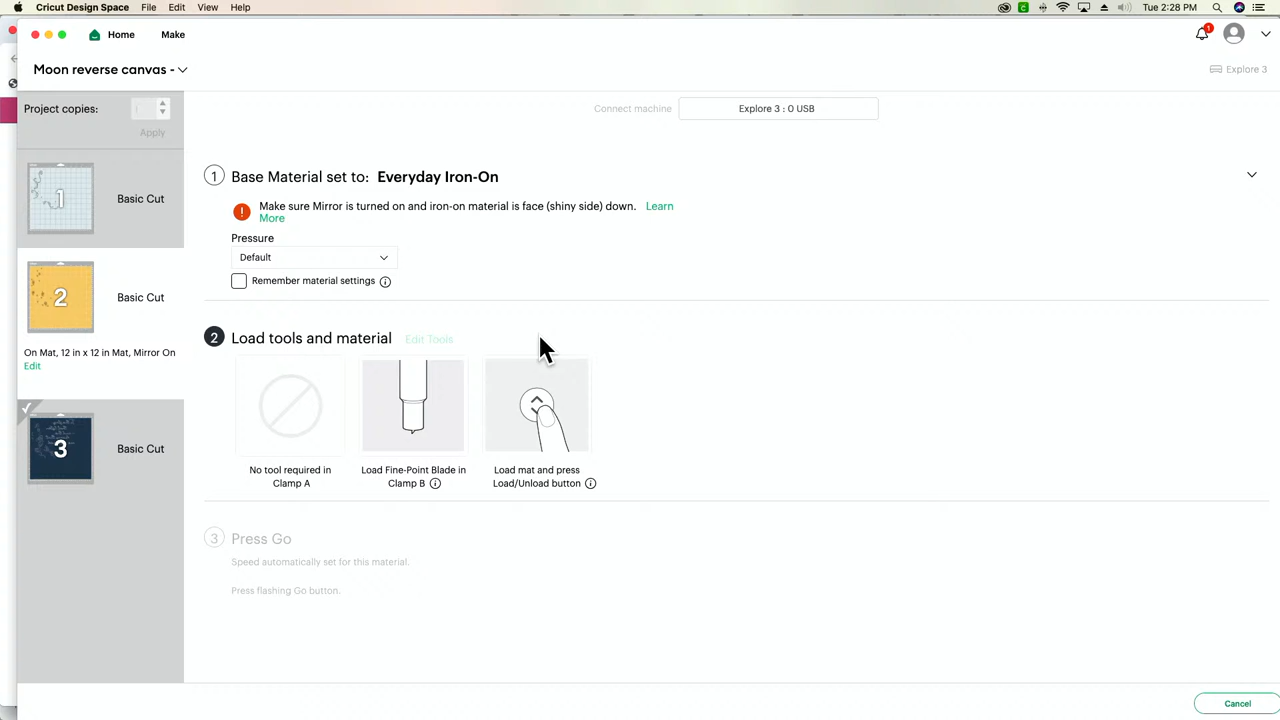 Cricut Design Space File Edit View Help Tue 2:28 PM
Home Make 1
Moon reverse canvas - Explore 3
Project copies: Connect machine Explore 3 : 0 USB
Apply
1 Base Material set to: Everyday Iron-On
1 Basic Cut
! Make sure Mirror is turned on and iron-on material is face (shiny side) down. Learn
More
Pressure
Default
Remember material settings
2 Basic Cut
2 Load tools and material Edit Tools
On Mat, 12 in x 12 in Mat, Mirror On
Edit
3 Basic Cut
No tool required in
Clamp A
Load Fine-Point Blade in
Clamp B
Load mat and press
Load/Unload button
3 Press Go
Speed automatically set for this material.
Press flashing Go button.
Cancel